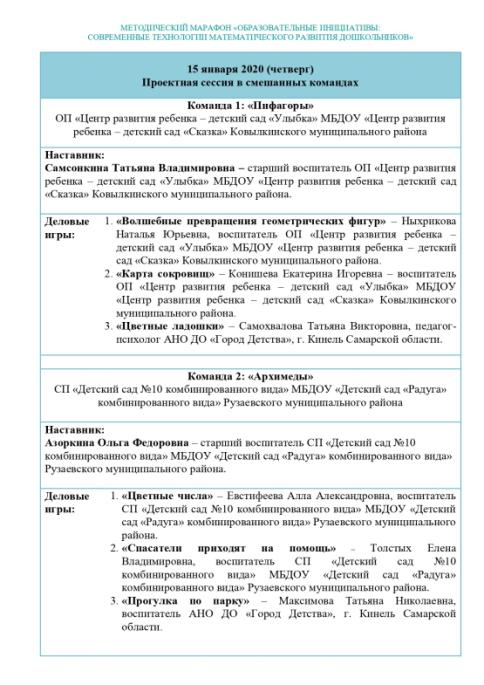 МЕТОДИЧЕСКИЙ МАРАФОН «ОБРАЗОВАТЕЛЬНЫЕ ИНИЦИАТИВЫ:
СОВРЕМЕННЫЕ ТЕХНОЛОГИИ МАТЕМАТИЧЕСКОГО РАЗВИТИЯ ДОШКОЛЬНИКОВ»
15 января 2020 (четверг)
Проектная сессия в смешанных командах
Команда 1: «Пифагоры»
ОП «Центр развития ребенка – детский сад «Улыбка» МБДОУ «Центр развития
ребенка – детский сад «Сказка» Ковылкинского муниципального района
Наставник:
Самсонкина Татьяна Владимировна – старший воспитатель ОП «Центр развития
ребенка – детский сад «Улыбка» МБДОУ «Центр развития ребенка – детский сад
«Сказка» Ковылкинского муниципального района.
Деловые игры:
1. «Волшебные превращения геометрических фигур» – Ныхрикова
Наталья Юрьевна, воспитатель ОП «Центр развития ребенка –
детский сад «Улыбка» МБДОУ «Центр развития ребенка – детский
сад «Сказка» Ковылкинского муниципального района.
2. «Карта сокровищ» – Конишева Екатерина Игоревна – воспитатель
ОП «Центр развития ребенка – детский сад «Улыбка» МБДОУ
«Центр развития ребенка – детский сад «Сказка» Ковылкинского
муниципального района.
3. «Цветные ладошки» – Самохвалова Татьяна Викторовна, педагог-
психолог АНО ДО «Город Детства», г. Кинель Самарской области.
Команда 2: «Архимеды»
СП «Детский сад №10 комбинированного вида» МБДОУ «Детский сад «Радуга»
комбинированного вида» Рузаевского муниципального района
Наставник:
Азоркина Ольга Федоровна – старший воспитатель СП «Детский сад №10
комбинированного вида» МБДОУ «Детский сад «Радуга» комбинированного вида»
Рузаевского муниципального района.
Деловые игры:
1. «Цветные числа» – Евстифеева Алла Александровна, воспитатель
СП «Детский сад №10 комбинированного вида» МБДОУ «Детский
сад «Радуга» комбинированного вида» Рузаевского муниципального
района.
2. «Спасатели приходят на помощь» – Толстых Елена
Владимировна, воспитатель СП «Детский сад №10
комбинированного вида» МБДОУ «Детский сад «Радуга»
комбинированного вида» Рузаевского муниципального района.
3. «Прогулка по парку» – Максимова Татьяна Николаевна,
воспитатель АНО ДО «Город Детства», г. Кинель Самарской
области.